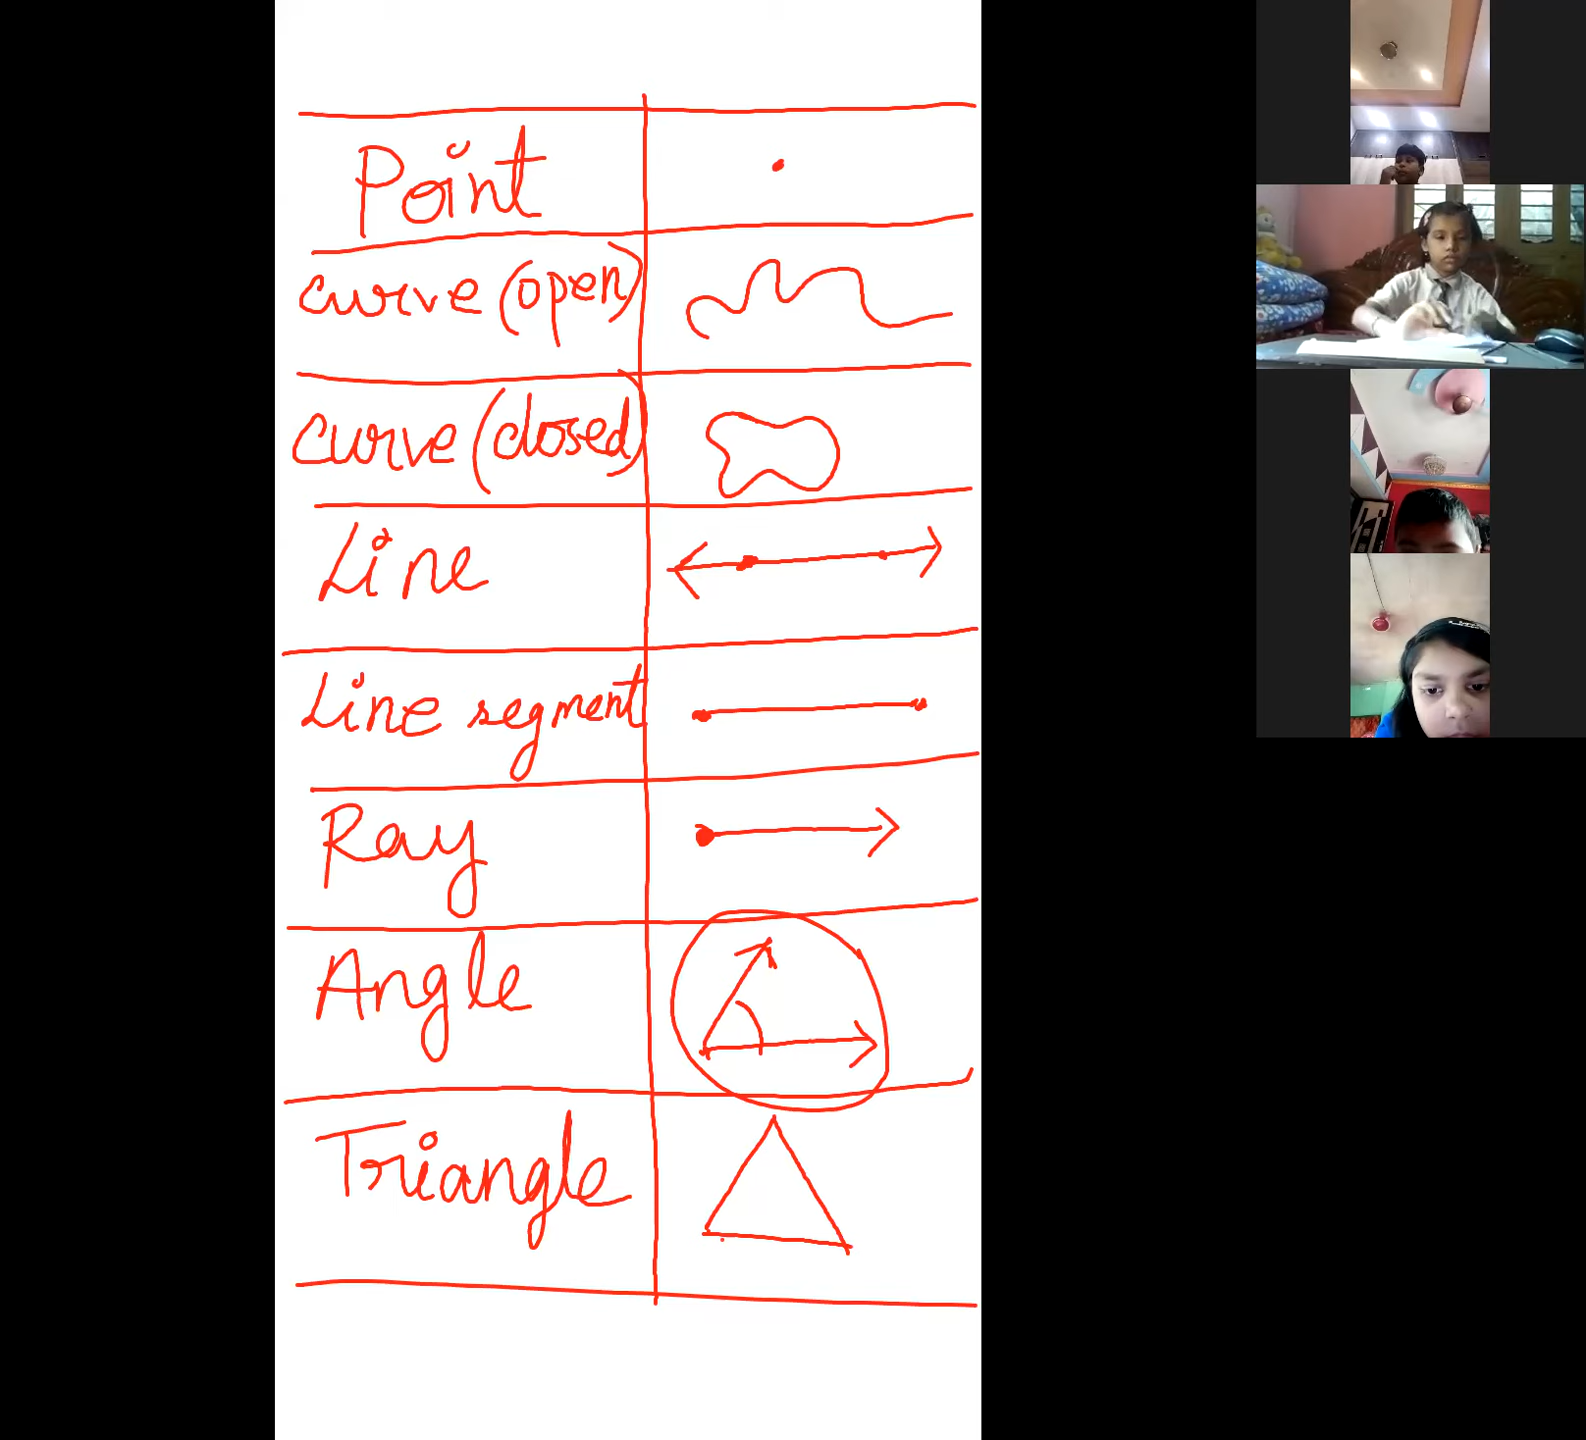 Point
curve (open)
curve (closed)
Line
Line segment
Ray
Angle
Triangle